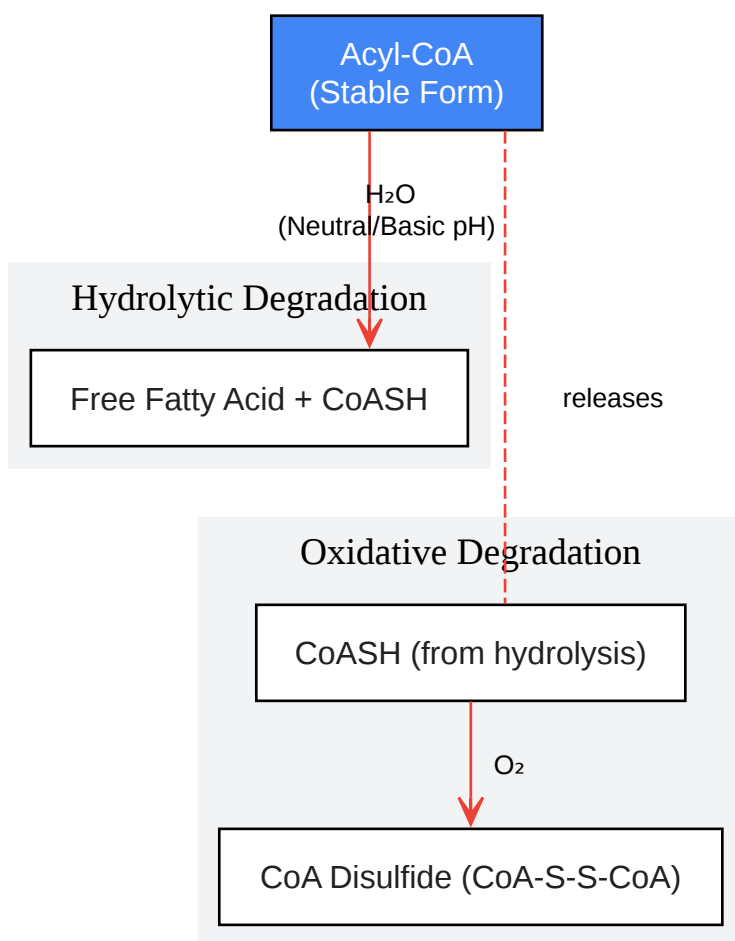 Acyl-CoA
(Stable Form)
H₂O
(Neutral/Basic pH)
Hydrolytic Degradation
Free Fatty Acid + CoASH
releases
Oxidative Degradation
CoASH (from hydrolysis)
O₂
CoA Disulfide (CoA-S-S-CoA)